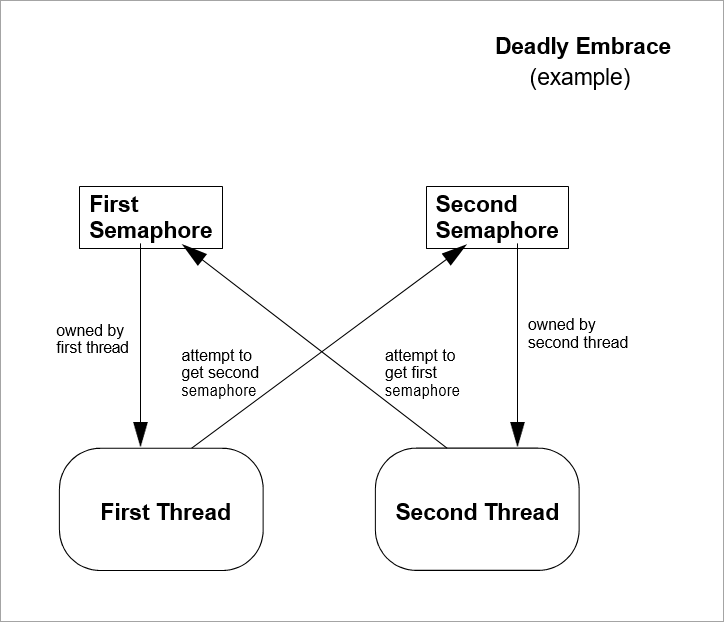 Deadly Embrace
(example)
First
Semaphore
Second
Semaphore
owned by
first thread
attempt to
get second
semaphore
attempt to
get first
semaphore
owned by
second thread
First Thread
Second Thread